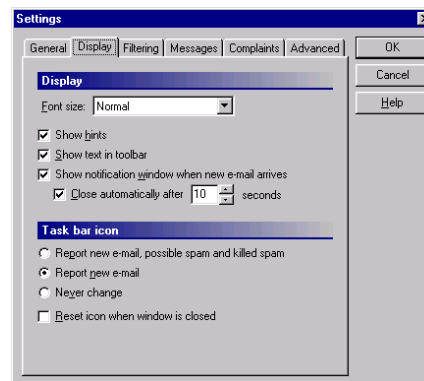 Settings
General Display Filtering Messages Complaints Advanced
OK
Cancel
Help
Display
Font size: Normal
Show hints
Show text in toolbar
Show notification window when new e-mail arrives
Close automatically after 10 seconds
Task bar icon
Report new e-mail, possible spam and killed spam
Report new e-mail
Never change
Reset icon when window is closed